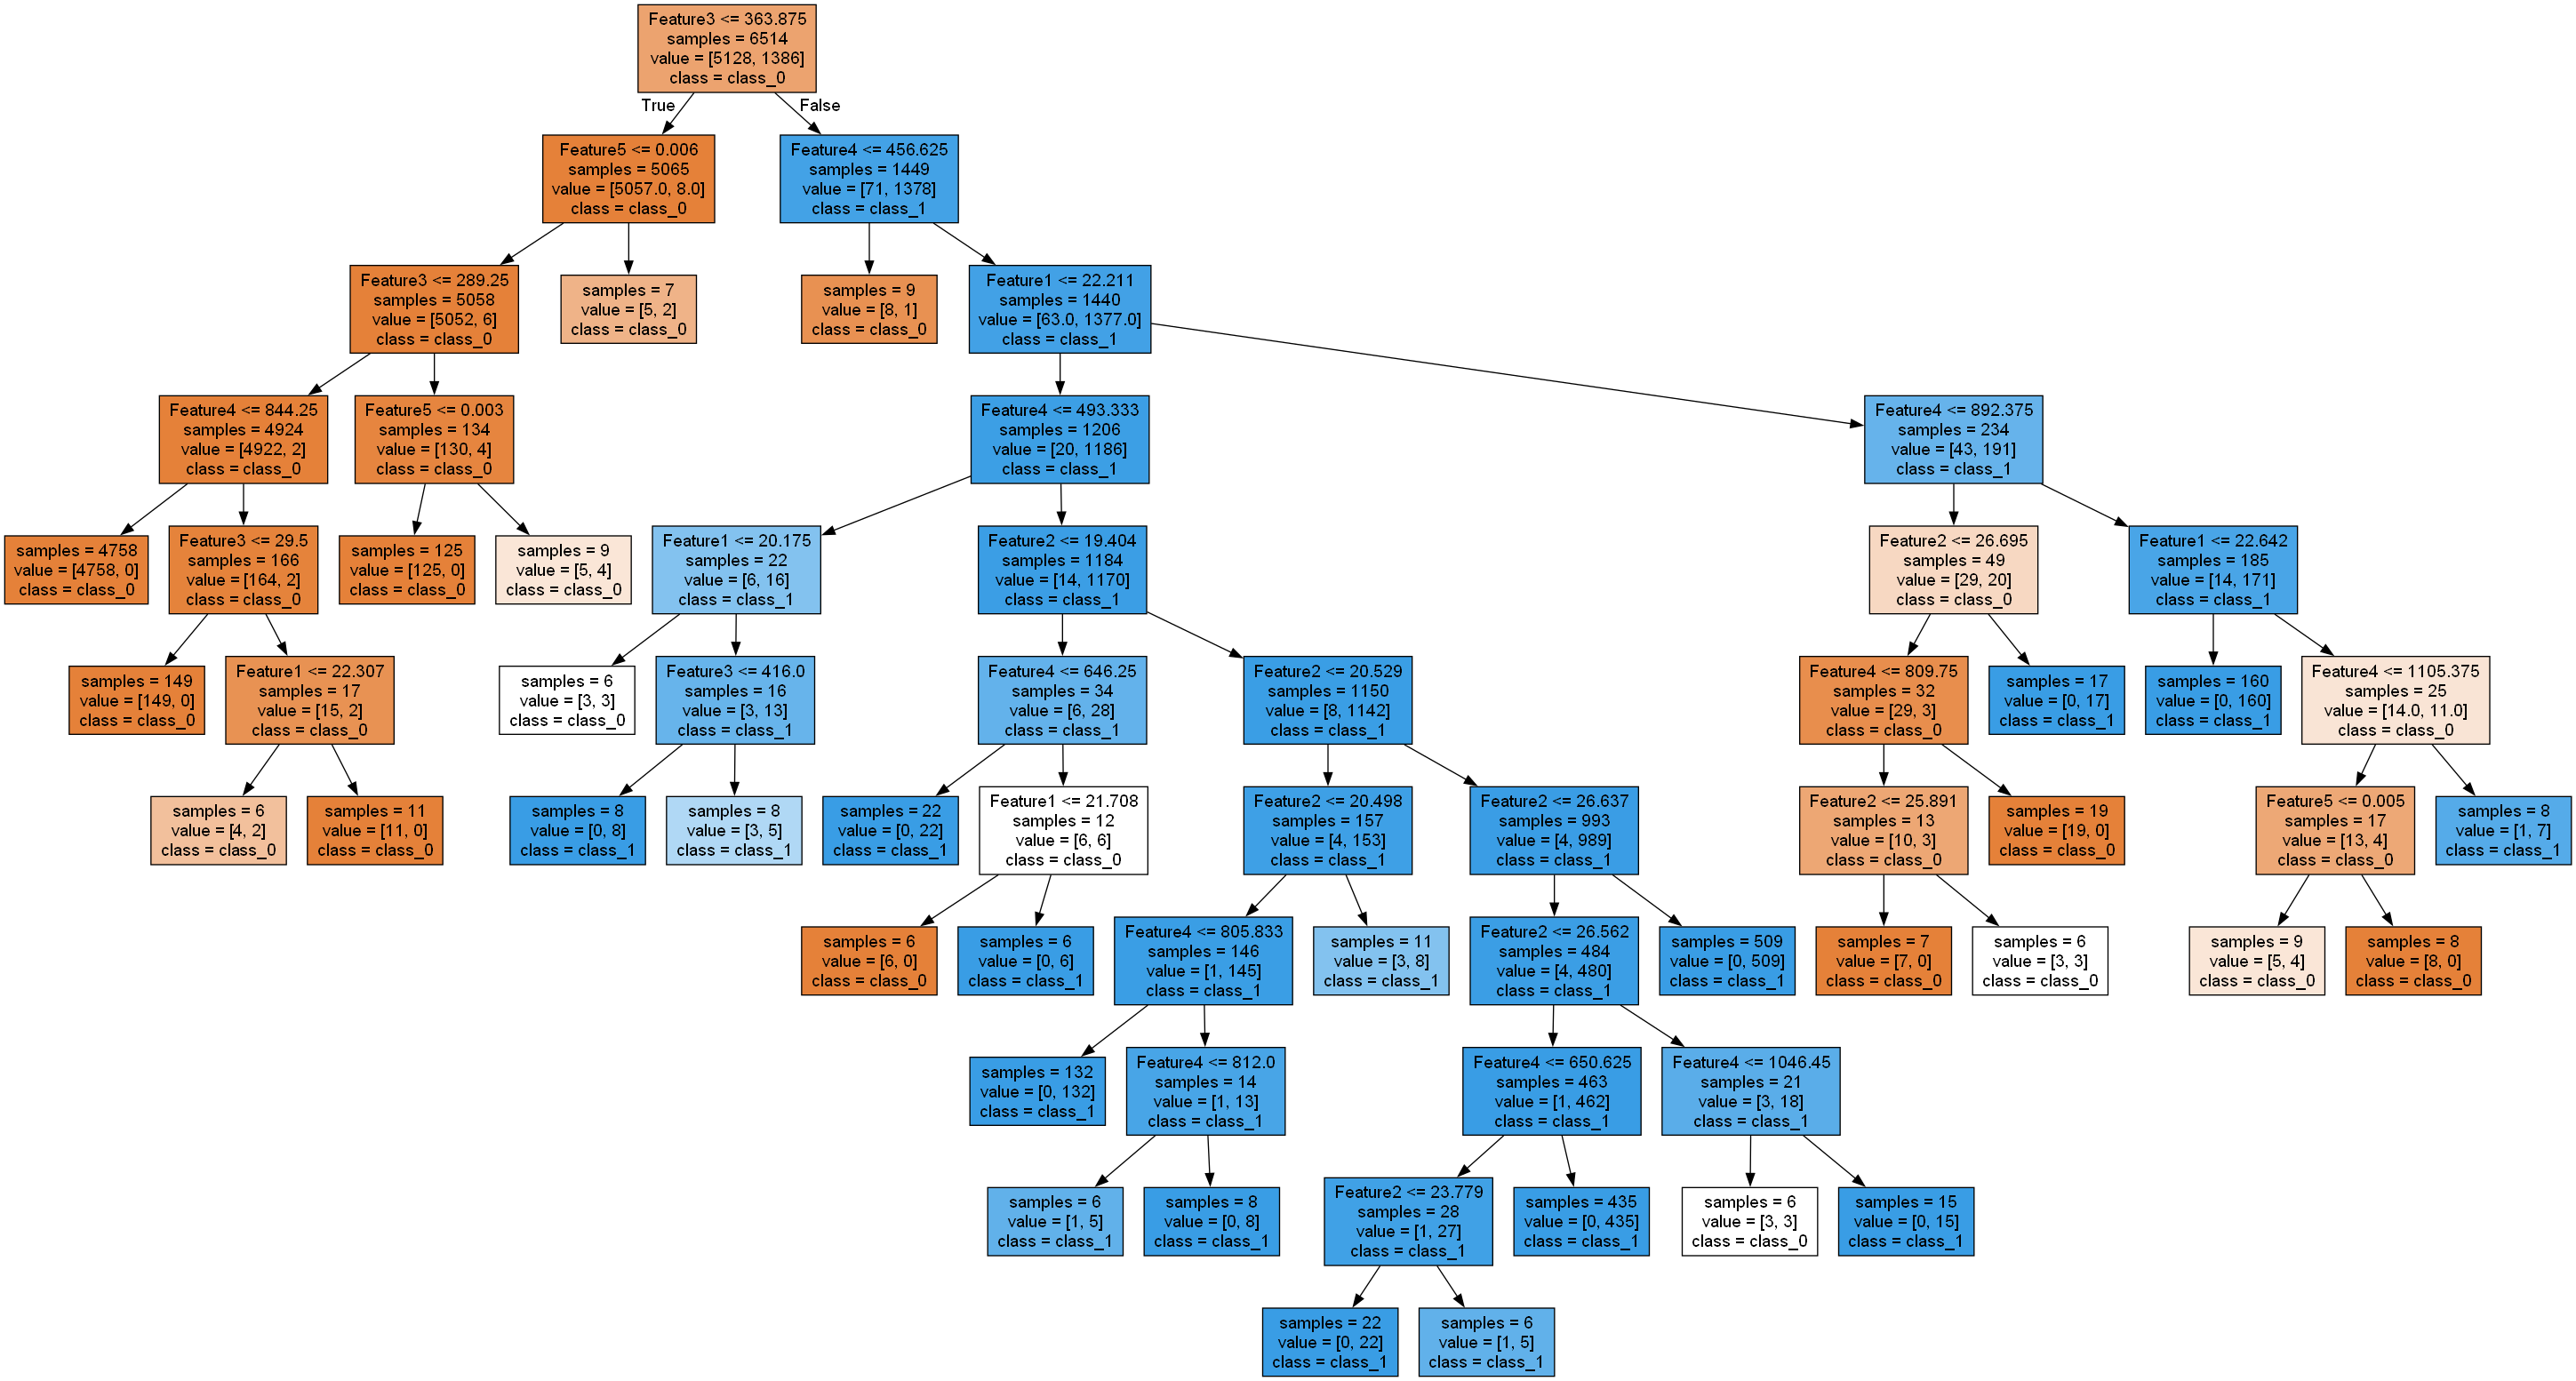 Feature3 <= 363.875
samples = 6514
value = [5128, 1386]
class = class_0
True
False
Feature5 <= 0.006
samples = 5065
value = [5057.0, 8.0]
class = class_0
Feature4 <= 456.625
samples = 1449
value = [71, 1378]
class = class_1
Feature3 <= 289.25
samples = 5058
value = [5052, 6]
class = class_0
samples = 7
value = [5, 2]
class = class_0
samples = 9
value = [8, 1]
class = class_0
Feature1 <= 22.211
samples = 1440
value = [63.0, 1377.0]
class = class_1
Feature4 <= 844.25
samples = 4924
value = [4922, 2]
class = class_0
Feature5 <= 0.003
samples = 134
value = [130, 4]
class = class_0
Feature4 <= 493.333
samples = 1206
value = [20, 1186]
class = class_1
Feature4 <= 892.375
samples = 234
value = [43, 191]
class = class_1
samples = 4758
value = [4758, 0]
class = class_0
Feature3 <= 29.5
samples = 166
value = [164, 2]
class = class_0
samples = 125
value = [125, 0]
class = class_0
samples = 9
value = [5, 4]
class = class_0
Feature1 <= 20.175
samples = 22
value = [6, 16]
class = class_1
Feature2 <= 19.404
samples = 1184
value = [14, 1170]
class = class_1
Feature2 <= 26.695
samples = 49
value = [29, 20]
class = class_0
Feature1 <= 22.642
samples = 185
value = [14, 171]
class = class_1
samples = 149
value = [149, 0]
class = class_0
Feature1 <= 22.307
samples = 17
value = [15, 2]
class = class_0
samples = 6
value = [3, 3]
class = class_0
Feature3 <= 416.0
samples = 16
value = [3, 13]
class = class_1
Feature4 <= 646.25
samples = 34
value = [6, 28]
class = class_1
Feature2 <= 20.529
samples = 1150
value = [8, 1142]
class = class_1
Feature4 <= 809.75
samples = 32
value = [29, 3]
class = class_0
samples = 17
value = [0, 17]
class = class_1
samples = 160
value = [0, 160]
class = class_1
Feature4 <= 1105.375
samples = 25
value = [14.0, 11.0]
class = class_0
samples = 6
value = [4, 2]
class = class_0
samples = 11
value = [11, 0]
class = class_0
samples = 8
value = [0, 8]
class = class_1
samples = 8
value = [3, 5]
class = class_1
samples = 22
value = [0, 22]
class = class_1
Feature1 <= 21.708
samples = 12
value = [6, 6]
class = class_0
Feature2 <= 20.498
samples = 157
value = [4, 153]
class = class_1
Feature2 <= 26.637
samples = 993
value = [4, 989]
class = class_1
Feature2 <= 25.891
samples = 13
value = [10, 3]
class = class_0
samples = 19
value = [19, 0]
class = class_0
Feature5 <= 0.005
samples = 17
value = [13, 4]
class = class_0
samples = 8
value = [1, 7]
class = class_1
samples = 6
value = [6, 0]
class = class_0
samples = 6
value = [0, 6]
class = class_1
Feature4 <= 805.833
samples = 146
value = [1, 145]
class = class_1
samples = 11
value = [3, 8]
class = class_1
Feature2 <= 26.562
samples = 484
value = [4, 480]
class = class_1
samples = 509
value = [0, 509]
class = class_1
samples = 7
value = [7, 0]
class = class_0
samples = 6
value = [3, 3]
class = class_0
samples = 9
value = [5, 4]
class = class_0
samples = 8
value = [8, 0]
class = class_0
samples = 132
value = [0, 132]
class = class_1
Feature4 <= 812.0
samples = 14
value = [1, 13]
class = class_1
Feature4 <= 650.625
samples = 463
value = [1, 462]
class = class_1
Feature4 <= 1046.45
samples = 21
value = [3, 18]
class = class_1
samples = 6
value = [1, 5]
class = class_1
samples = 8
value = [0, 8]
class = class_1
Feature2 <= 23.779
samples = 28
value = [1, 27]
class = class_1
samples = 435
value = [0, 435]
class = class_1
samples = 6
value = [3, 3]
class = class_0
samples = 15
value = [0, 15]
class = class_1
samples = 22
value = [0, 22]
class = class_1
samples = 6
value = [1, 5]
class = class_1